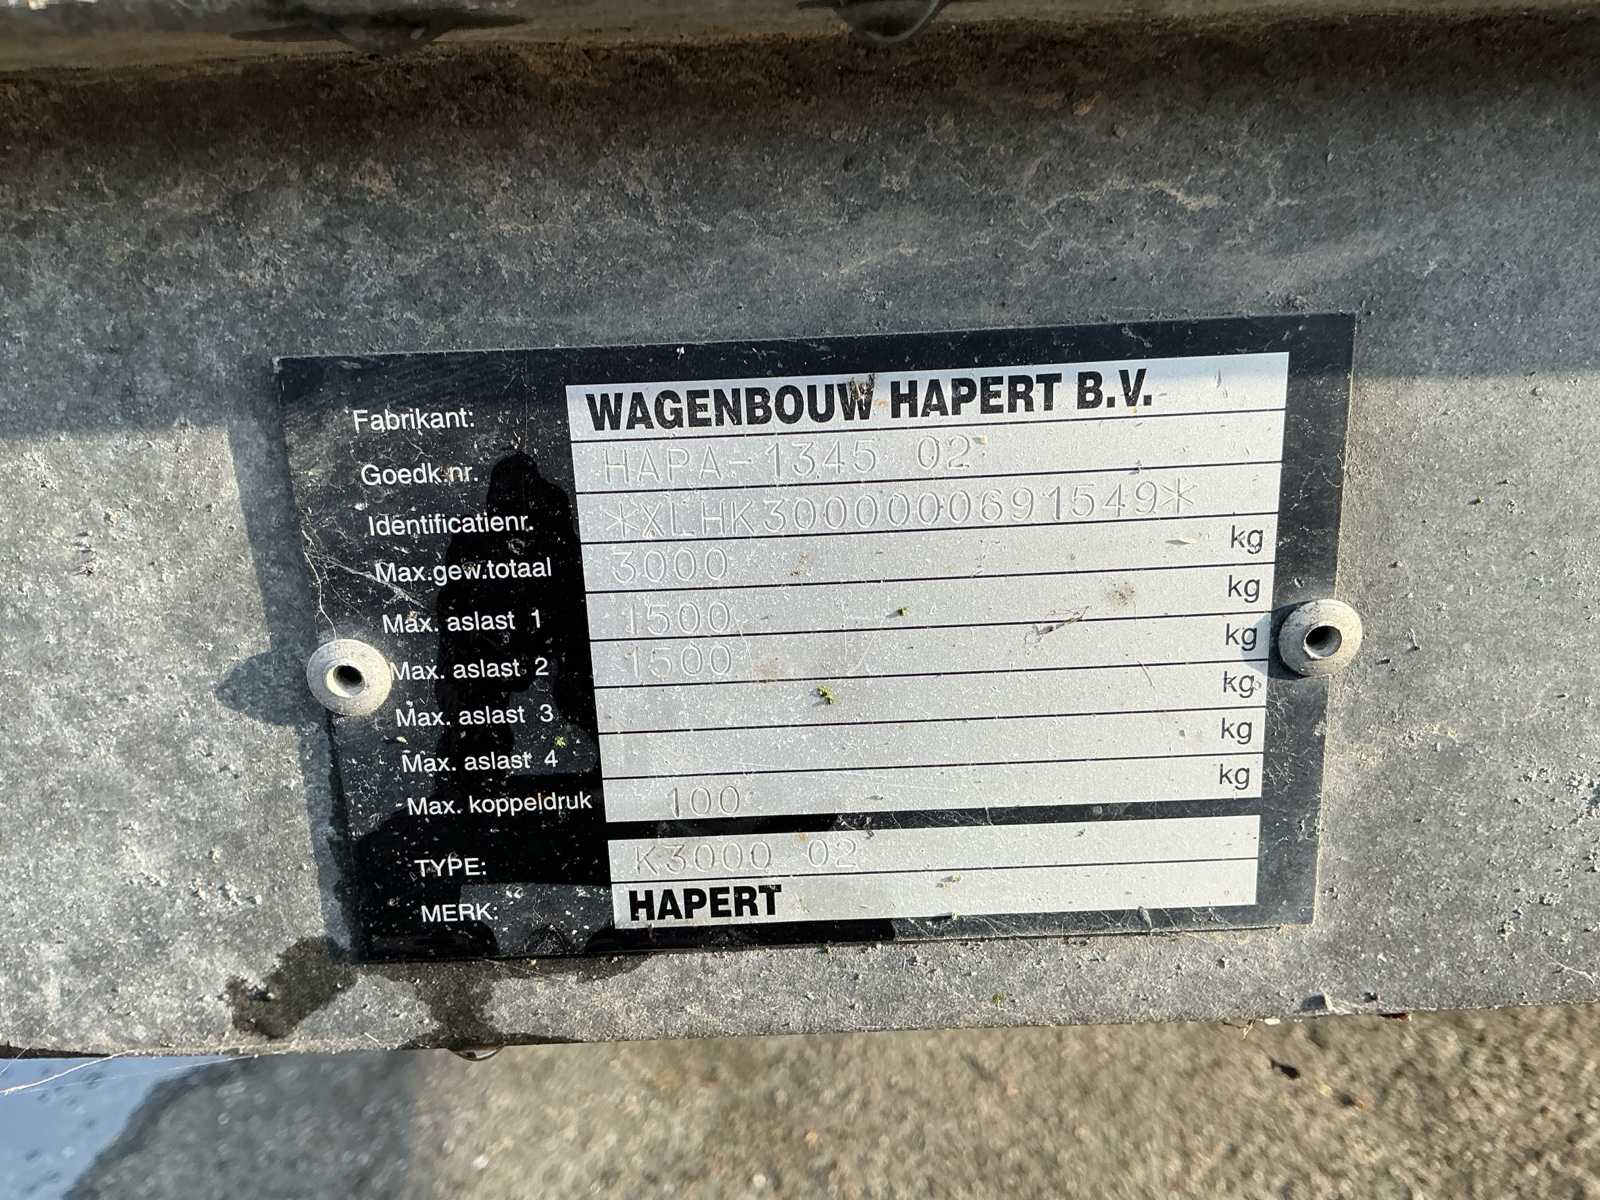 Fabrikant: WAGENBOUW HAPERT B.V.
Goedk.nr. HAPA-1345 02
Identificatienr. *XLHK3000000691549*
Max.gew.totaal 3000 kg
Max. aslast 1 1500 kg
Max. aslast 2 1500 kg
Max. aslast 3 kg
Max. aslast 4 kg
Max. koppeldruk 100 kg
TYPE: K3000 02
MERK: HAPERT